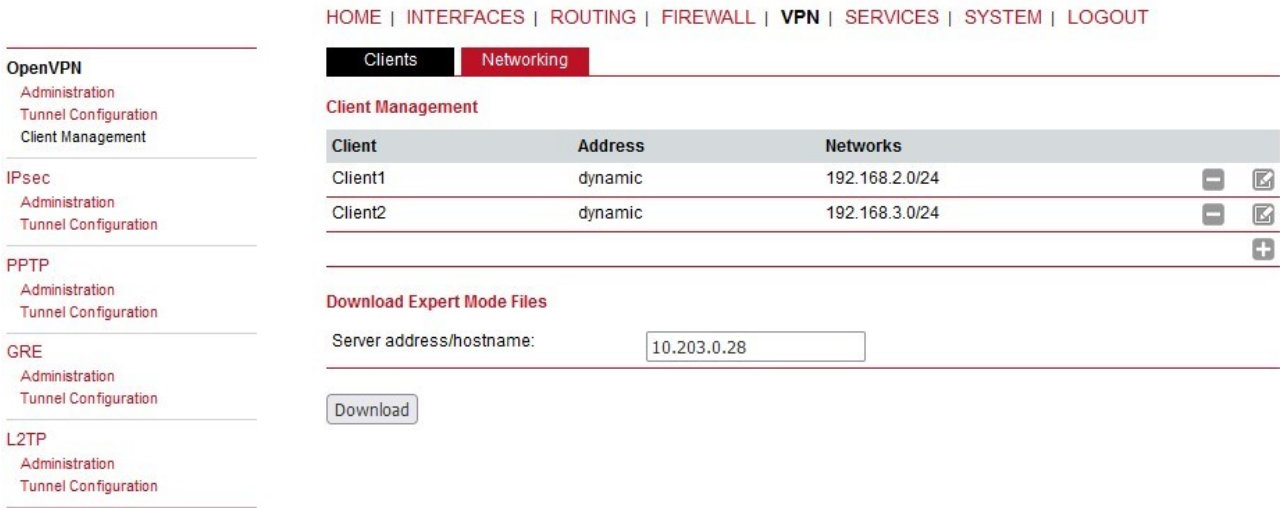 HOME | INTERFACES | ROUTING | FIREWALL | VPN | SERVICES | SYSTEM | LOGOUT
OpenVPN
Administration
Tunnel Configuration
Client Management
IPsec
Administration
Tunnel Configuration
PPTP
Administration
Tunnel Configuration
GRE
Administration
Tunnel Configuration
L2TP
Administration
Tunnel Configuration
Clients Networking
Client Management
Client Address Networks
Client1 dynamic 192.168.2.0/24
Client2 dynamic 192.168.3.0/24
Download Expert Mode Files
Server address/hostname: 10.203.0.28
Download